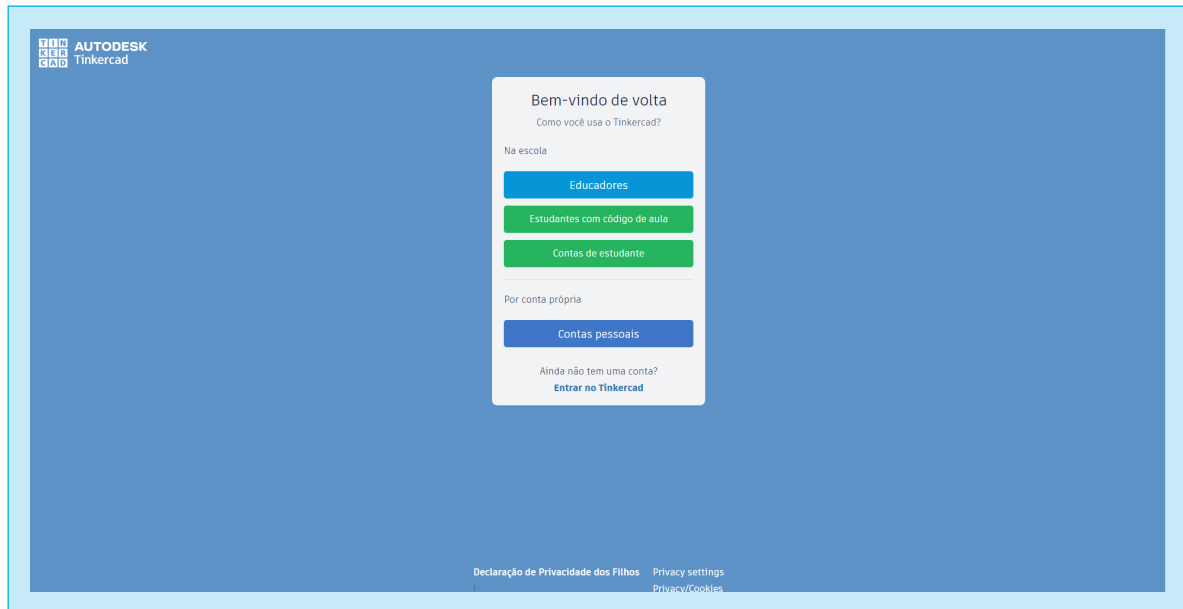 TIN
KER
CAD
AUTODESK
Tinkercad
Bem-vindo de volta
Como você usa o Tinkercad?
Na escola
Educadores
Estudantes com código de aula
Contas de estudante
Por conta própria
Contas pessoais
Ainda não tem uma conta?
Entrar no Tinkercad
Declaração de Privacidade dos Filhos Privacy settings
| Privacy/Cookies